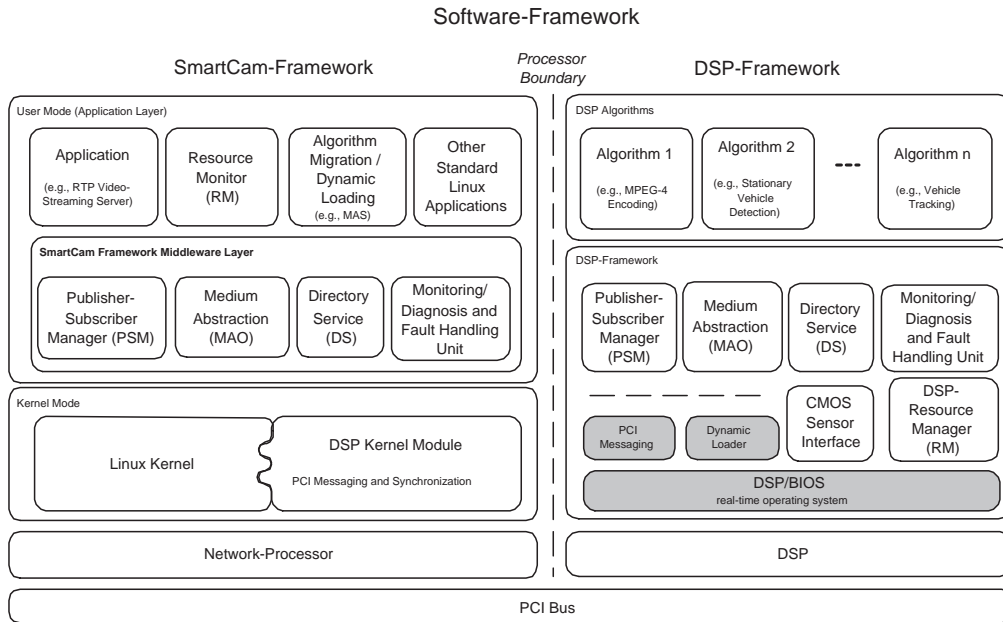 Software-Framework
SmartCam-Framework
Processor
Boundary
DSP-Framework
User Mode (Application Layer)
Application
(e.g., RTP Video-
Streaming Server)
Resource
Monitor
(RM)
Algorithm
Migration /
Dynamic
Loading
(e.g., MAS)
Other
Standard
Linux
Applications
SmartCam Framework Middleware Layer
Publisher-
Subscriber
Manager (PSM)
Medium
Abstraction
(MAO)
Directory
Service
(DS)
Monitoring/
Diagnosis and
Fault Handling
Unit
Kernel Mode
Linux Kernel
DSP Kernel Module
PCI Messaging and Synchronization
Network-Processor
DSP Algorithms
Algorithm 1
(e.g., MPEG-4
Encoding)
Algorithm 2
(e.g., Stationary
Vehicle
Detection)
---
Algorithm n
(e.g., Vehicle
Tracking)
DSP-Framework
Publisher-
Subscriber
Manager
(PSM)
Medium
Abstraction
(MAO)
Directory
Service
(DS)
Monitoring/
Diagnosis
and Fault
Handling Unit
PCI
Messaging
Dynamic
Loader
CMOS
Sensor
Interface
DSP-
Resource
Manager
(RM)
DSP/BIOS
real-time operating system
DSP
PCI Bus